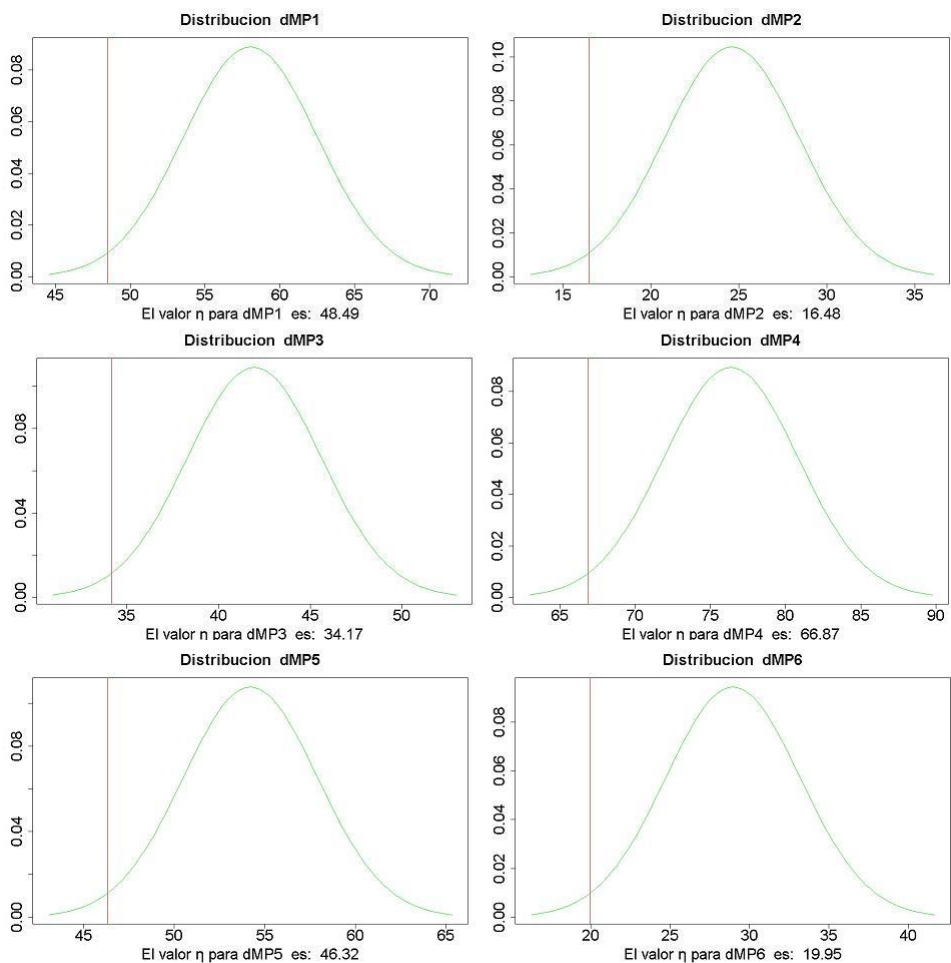 Distribucion dMP1
0.00
0.02
0.04
0.06
0.08
45 50 55 60 65 70
El valor η para dMP1 es: 48.49
Distribucion dMP2
0.00
0.02
0.04
0.06
0.08
0.10
15 20 25 30 35
El valor η para dMP2 es: 16.48
Distribucion dMP3
0.00
0.04
0.08
35 40 45 50
El valor η para dMP3 es: 34.17
Distribucion dMP4
0.00
0.02
0.04
0.06
0.08
65 70 75 80 85 90
El valor η para dMP4 es: 66.87
Distribucion dMP5
0.00
0.04
0.08
45 50 55 60 65
El valor η para dMP5 es: 46.32
Distribucion dMP6
0.00
0.02
0.04
0.06
0.08
20 25 30 35 40
El valor η para dMP6 es: 19.95